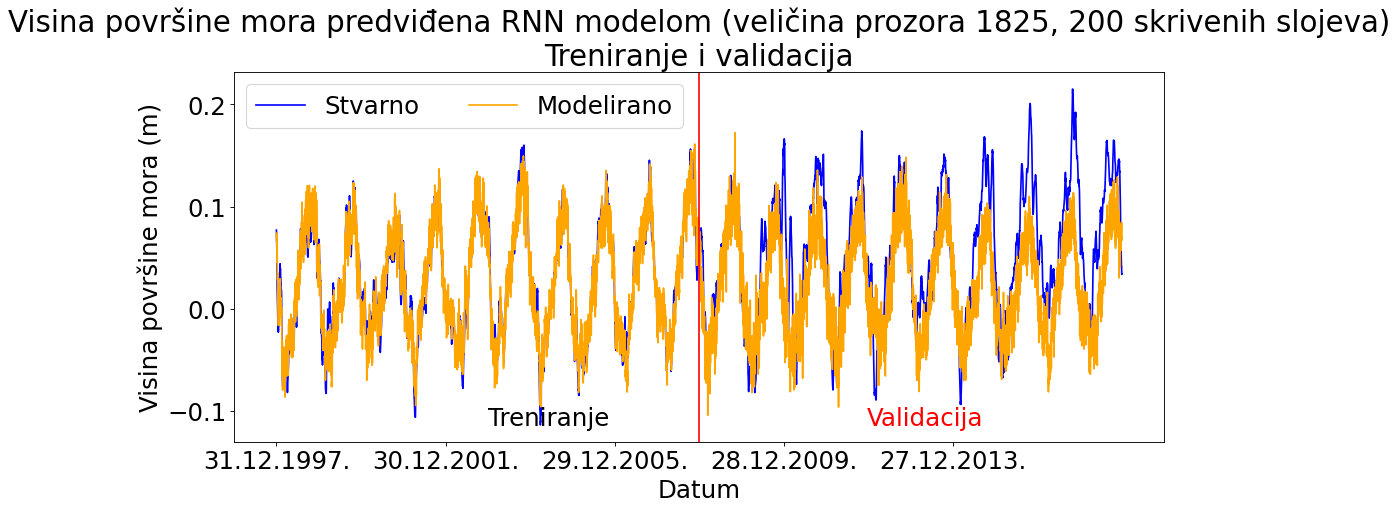 Visina površine mora predviđena RNN modelom (veličina prozora 1825, 200 skrivenih slojeva)
Treniranje i validacija
Stvarno
Modelirano
Visina površine mora (m)
0.2
0.1
0.0
−0.1
Treniranje
Validacija
31.12.1997.
30.12.2001.
29.12.2005.
28.12.2009.
27.12.2013.
Datum